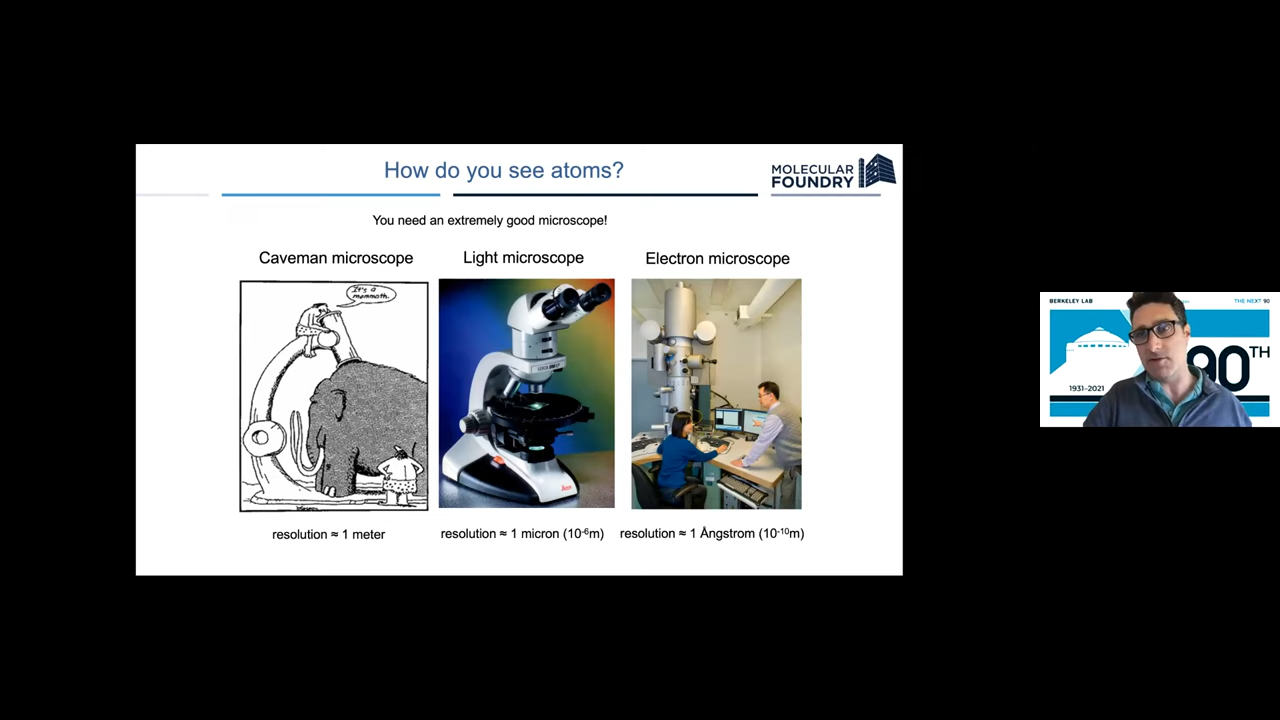 How do you see atoms?
MOLECULAR
FOUNDRY
You need an extremely good microscope!
Caveman microscope
Light microscope
Electron microscope
It's a
mammoth.
resolution ≈ 1 meter
resolution ≈ 1 micron (10⁻⁶m)
resolution ≈ 1 Ångstrom (10⁻¹⁰m)
BERKELEY LAB
THE NEXT 90
90TH
1931–2021